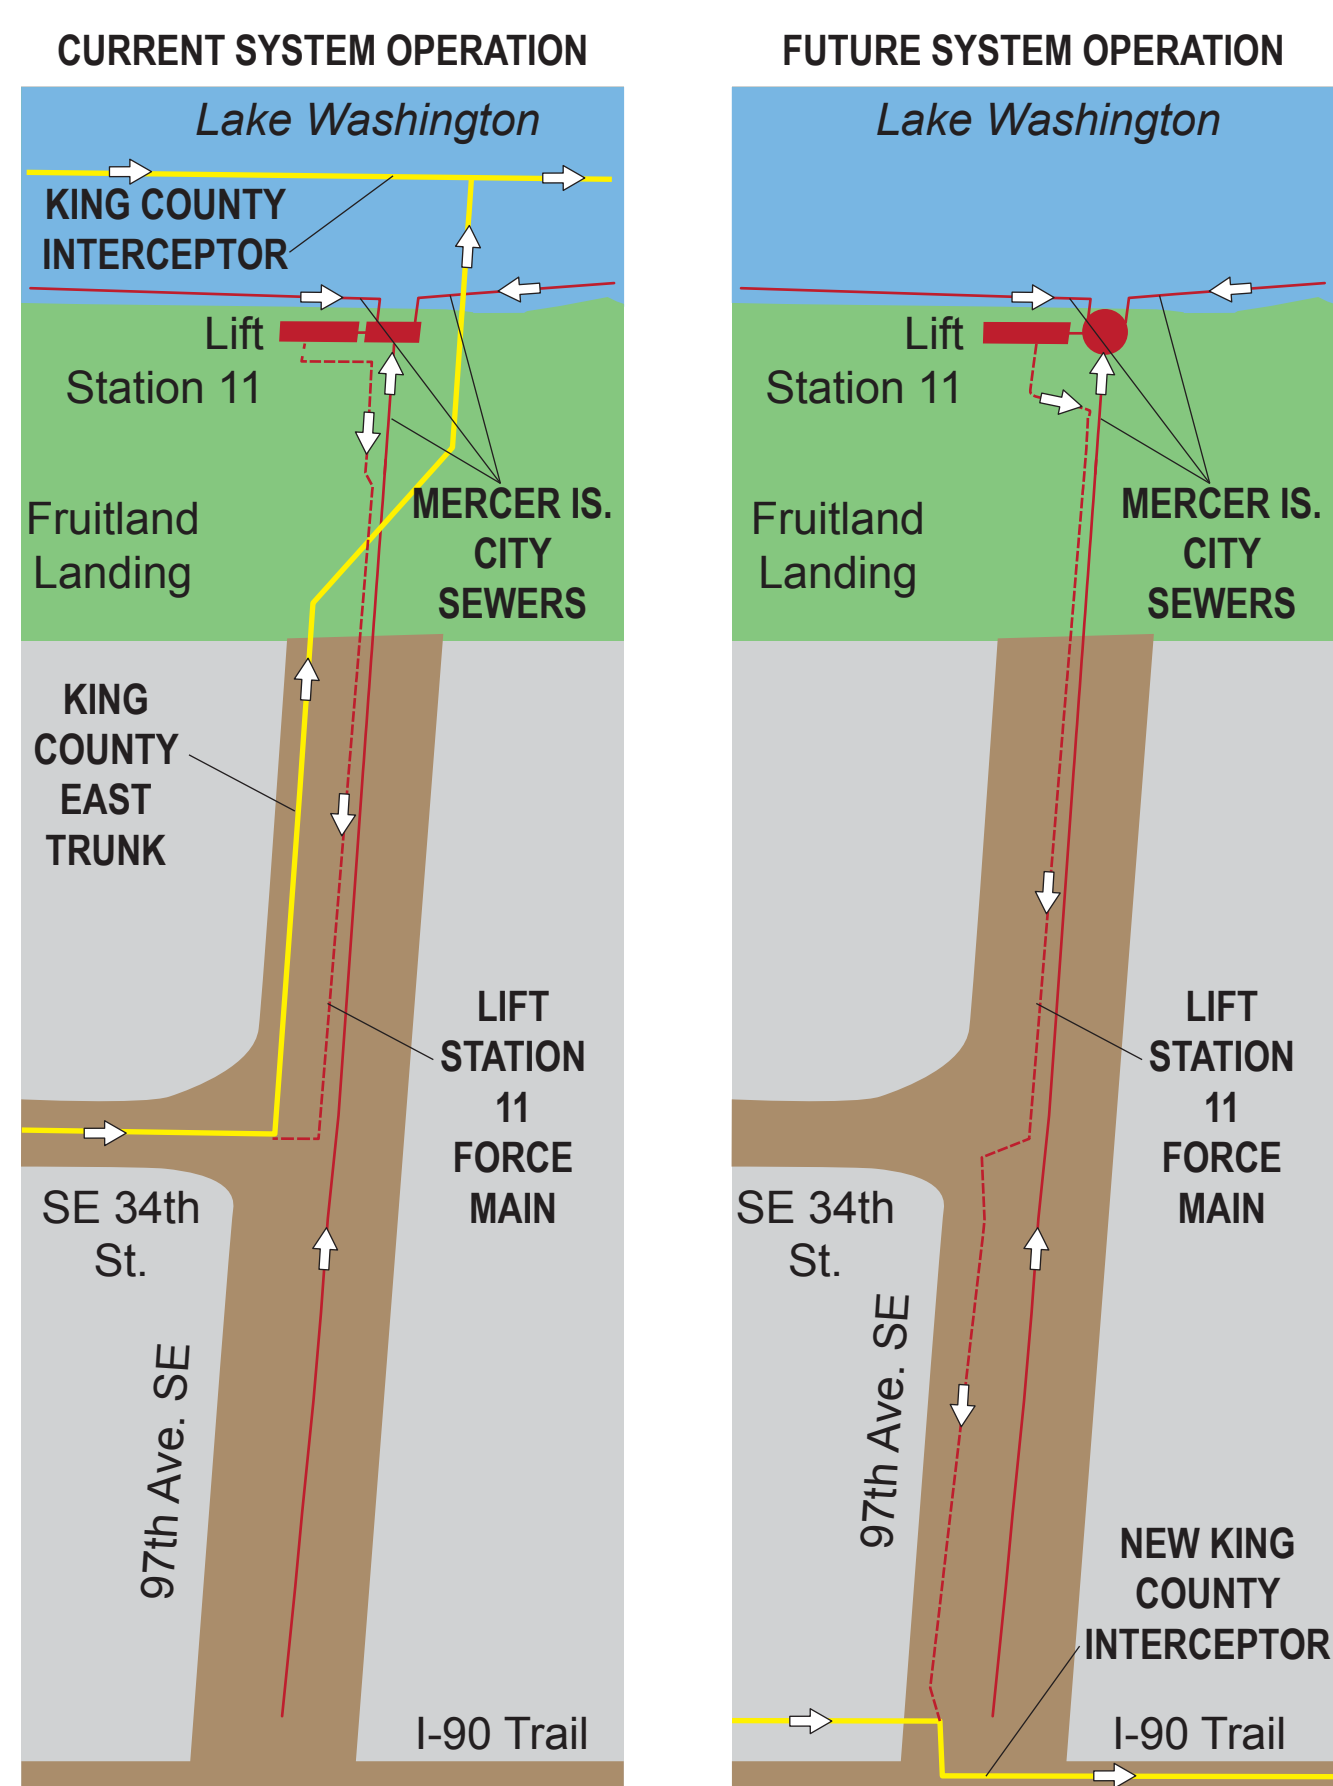 CURRENT SYSTEM OPERATION
Lake Washington
KING COUNTY
INTERCEPTOR
Lift
Station 11
Fruitland
Landing
MERCER IS.
CITY
SEWERS
KING
COUNTY
EAST
TRUNK
LIFT
STATION
11
FORCE
MAIN
SE 34th
St.
97th Ave. SE
I-90 Trail
FUTURE SYSTEM OPERATION
Lake Washington
Lift
Station 11
Fruitland
Landing
MERCER IS.
CITY
SEWERS
LIFT
STATION
11
FORCE
MAIN
SE 34th
St.
97th Ave. SE
NEW KING
COUNTY
INTERCEPTOR
I-90 Trail